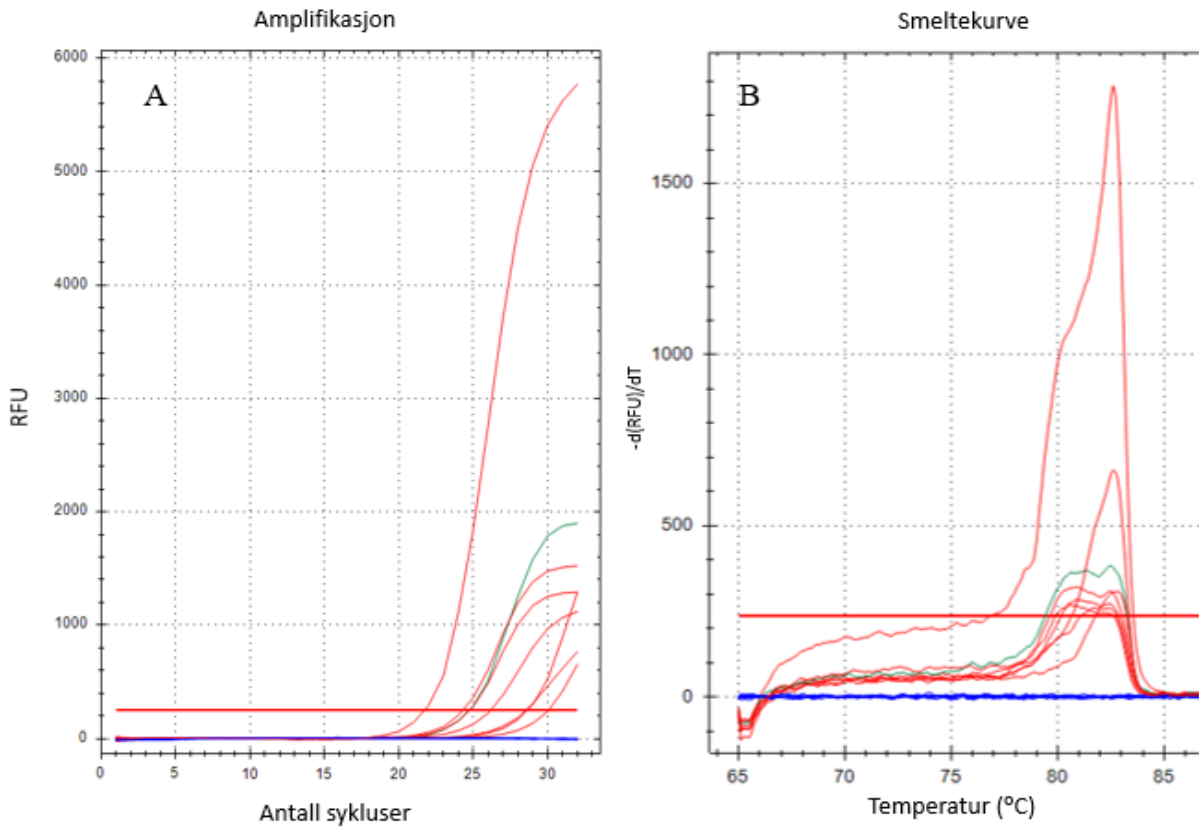 Amplifikasjon
A
RFU
6000
5000
4000
3000
2000
1000
0
0 5 10 15 20 25 30
Antall sykluser
Smeltekurve
B
-d(RFU)/dT
1500
1000
500
0
65 70 75 80 85
Temperatur (°C)